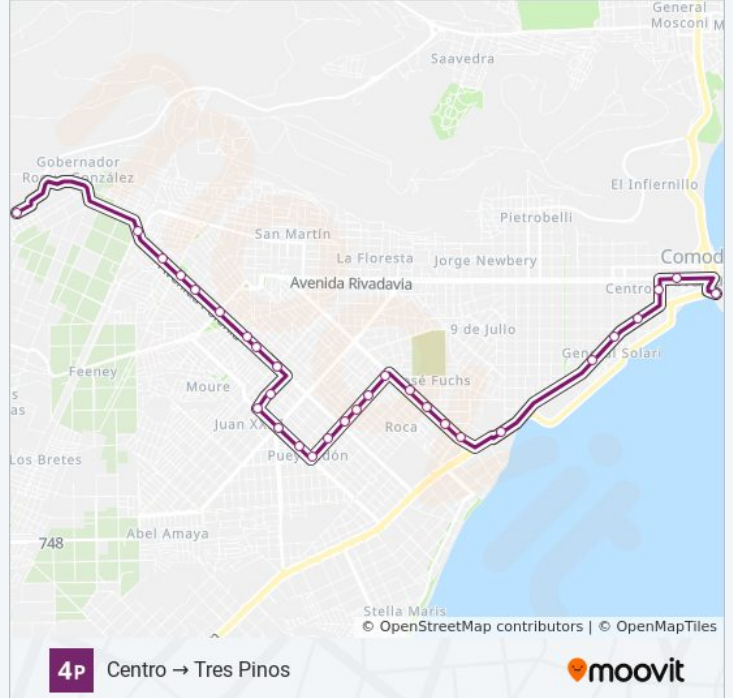 General
Mosconi
Saavedra
Gobernador
González
El Infiernillo
Pietrobelli
San Martín
La Floresta
Jorge Newbery
Comod
Avenida Rivadavia
Centro
9 de Julio
General Solari
Feeney
José Fuchs
Moure
Juan XX
Roca
Los Bretes
748
Abel Amaya
Stella Maris
© OpenStreetMap contributors | © OpenMapTiles
4P Centro → Tres Pinos moovit